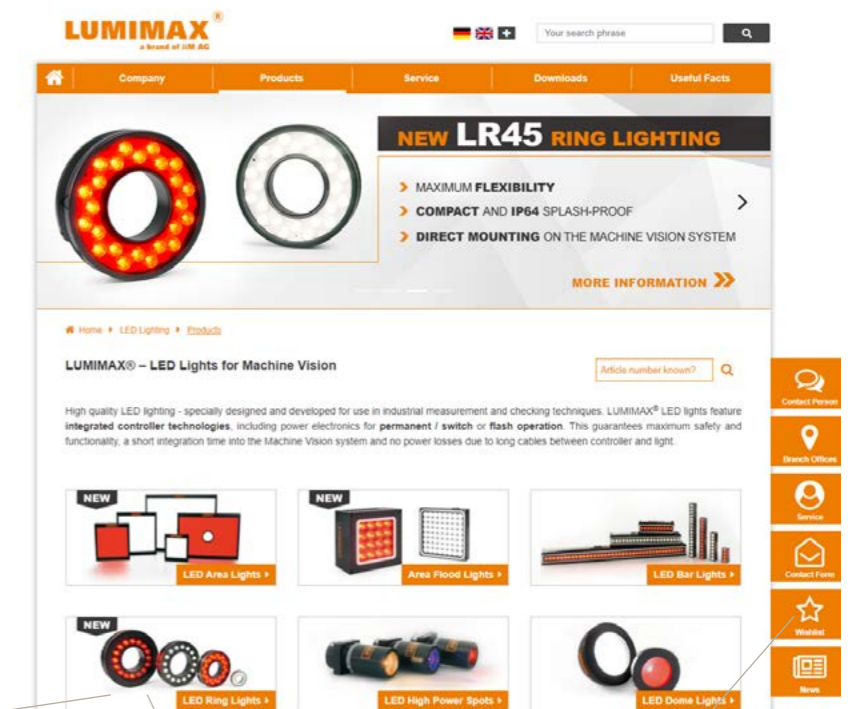 LUMIMAX®
a brand of iiM AG
Your search phrase
Company
Products
Service
Downloads
Useful Facts
NEW LR45 RING LIGHTING
MAXIMUM FLEXIBILITY
COMPACT AND IP64 SPLASH-PROOF
DIRECT MOUNTING ON THE MACHINE VISION SYSTEM
MORE INFORMATION
Home LED Lighting Products
LUMIMAX® – LED Lights for Machine Vision
Article number known?
High quality LED lighting - specially designed and developed for use in industrial measurement and checking techniques. LUMIMAX® LED lights feature
integrated controller technologies, including power electronics for permanent / switch or flash operation. This guarantees maximum safety and
functionality, a short integration time into the Machine Vision system and no power losses due to long cables between controller and light.
Contact Person
Branch Offices
Service
Contact Form
Wishlist
News
NEW
LED Area Lights
NEW
Area Flood Lights
LED Bar Lights
NEW
LED Ring Lights
LED High Power Spots
LED Dome Lights